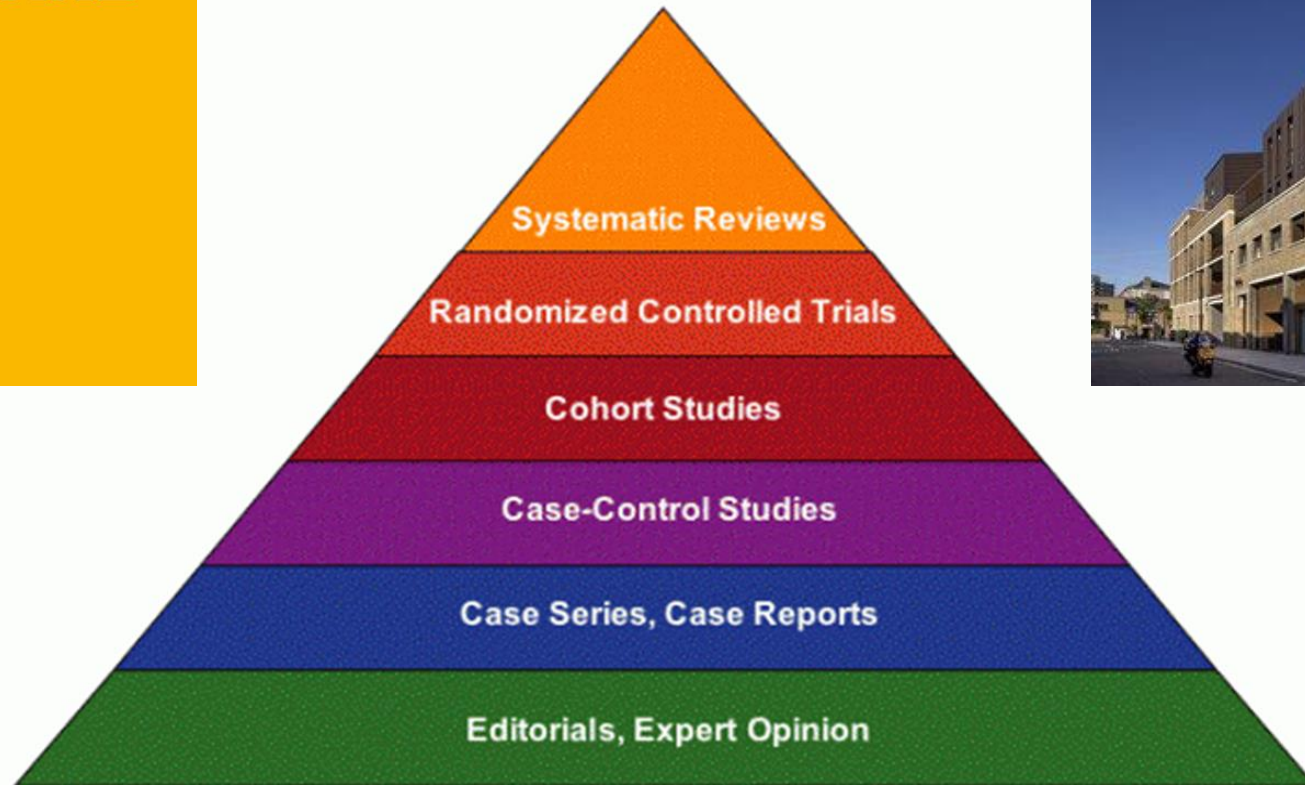 Systematic Reviews
Randomized Controlled Trials
Cohort Studies
Case-Control Studies
Case Series, Case Reports
Editorials, Expert Opinion